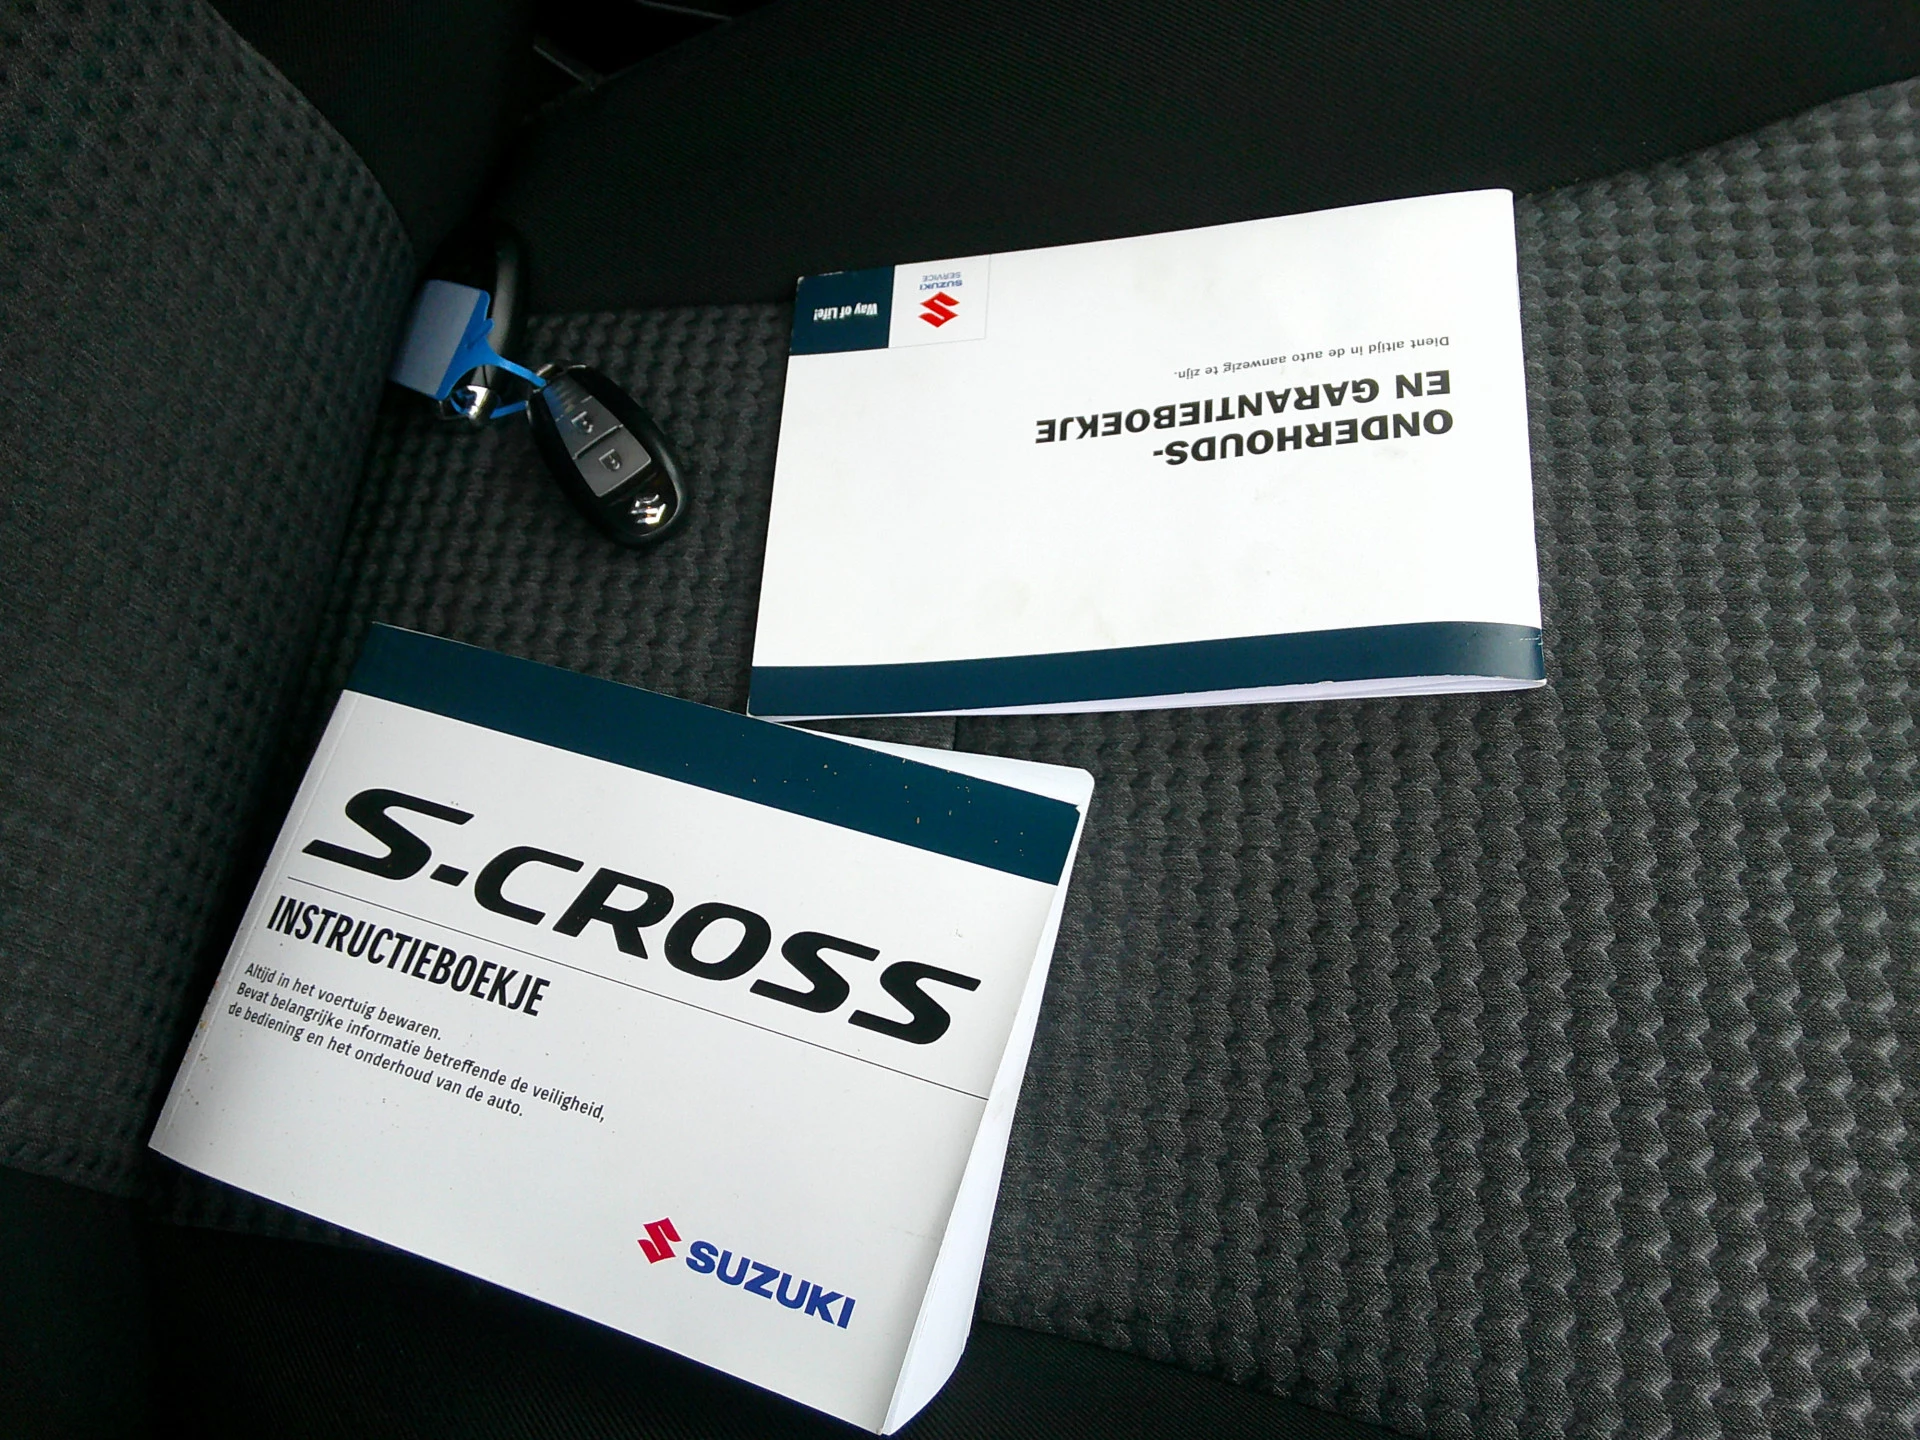 Way of Life!
SUZUKI
SERVICE
ONDERHOUDS-
EN GARANTIEBOEKJE
Dient altijd in de auto aanwezig te zijn.
S-CROSS
INSTRUCTIEBOEKJE
Altijd in het voertuig bewaren.
Bevat belangrijke informatie betreffende de veiligheid,
de bediening en het onderhoud van de auto.
SUZUKI